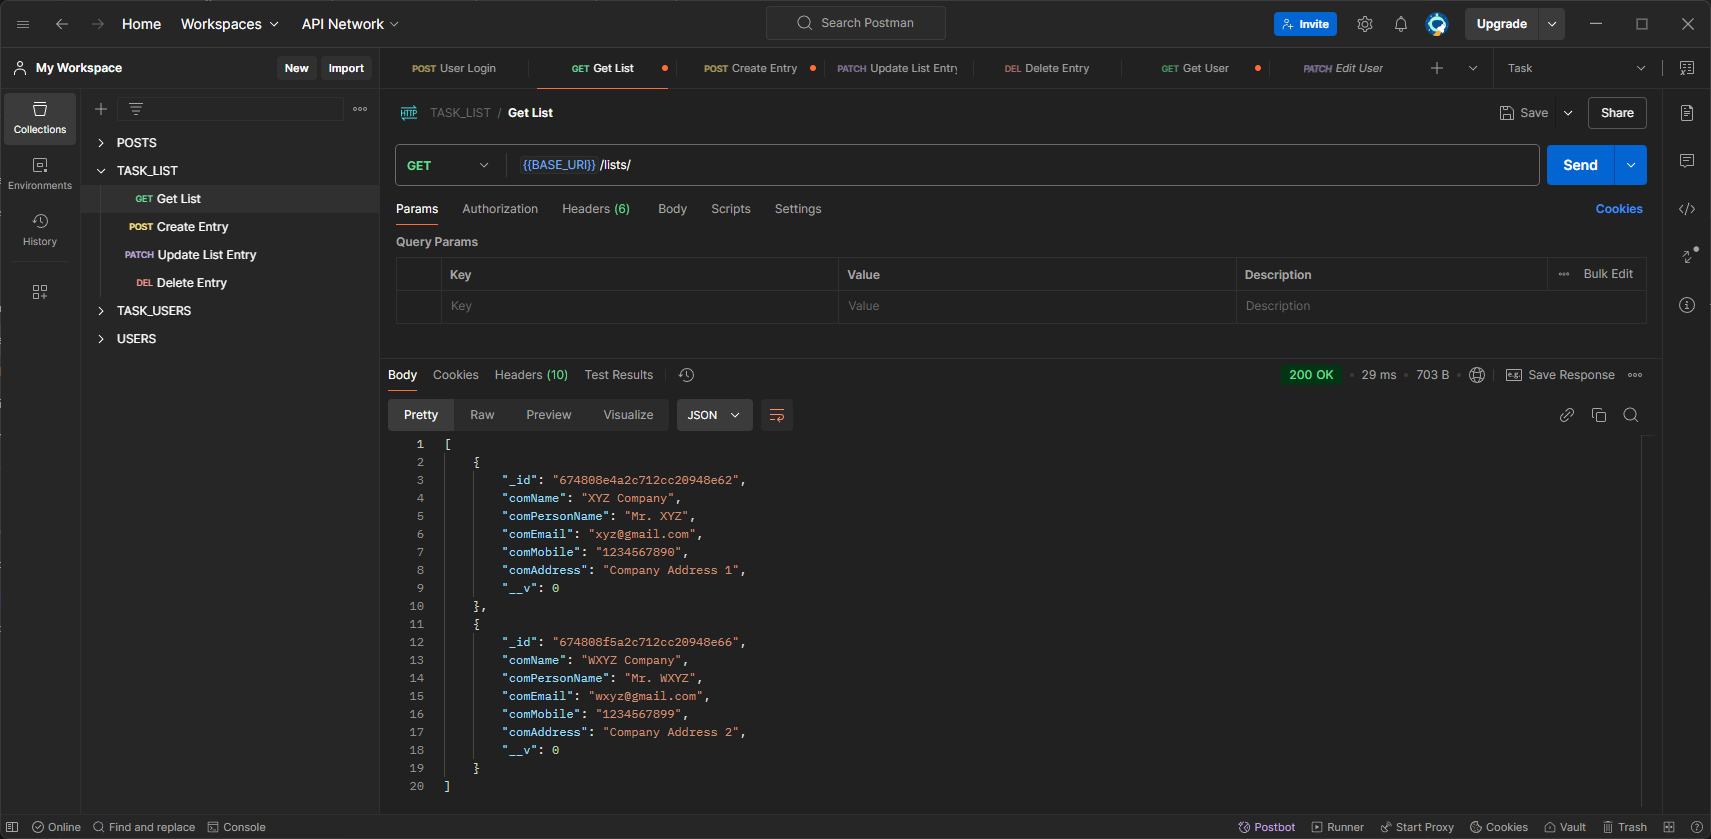 Home Workspaces API Network Search Postman Invite Upgrade
My Workspace New Import POST User Login GET Get List POST Create Entry PATCH Update List Entry DEL Delete Entry GET Get User PATCH Edit User Task
Collections
Environments
History
POSTS
TASK_LIST
GET Get List
POST Create Entry
PATCH Update List Entry
DEL Delete Entry
TASK_USERS
USERS
HTTP TASK_LIST / Get List Save Share
GET {{BASE_URI}} /lists/ Send
Params Authorization Headers (6) Body Scripts Settings Cookies
Query Params
Key Value Description Bulk Edit
Key Value Description
Body Cookies Headers (10) Test Results 200 OK 29 ms 703 B e.g. Save Response
Pretty Raw Preview Visualize JSON
1 [
2 {
3 "_id": "674808e4a2c712cc20948e62",
4 "comName": "XYZ Company",
5 "comPersonName": "Mr. XYZ",
6 "comEmail": "xyz@gmail.com",
7 "comMobile": "1234567890",
8 "comAddress": "Company Address 1",
9 "__v": 0
10 },
11 {
12 "_id": "674808f5a2c712cc20948e66",
13 "comName": "WXYZ Company",
14 "comPersonName": "Mr. WXYZ",
15 "comEmail": "wxyz@gmail.com",
16 "comMobile": "1234567899",
17 "comAddress": "Company Address 2",
18 "__v": 0
19 }
20 ]
Online Find and replace Console Postbot Runner Start Proxy Cookies Vault Trash